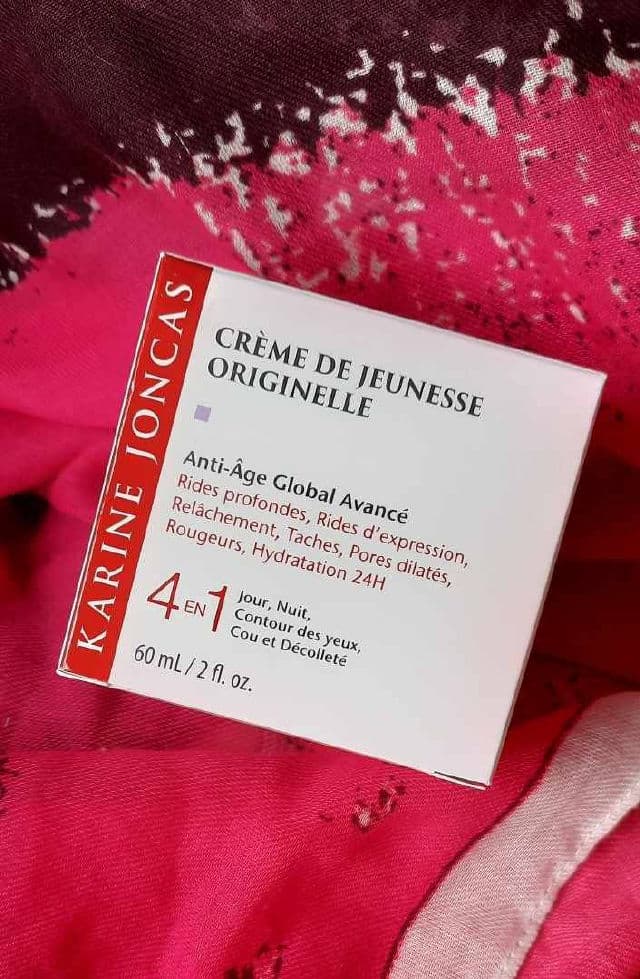 KARINE JONCAS
CRÈME DE JEUNESSE
ORIGINELLE
Anti-Âge Global Avancé
Rides profondes, Rides d'expression,
Relâchement, Taches, Pores dilatés,
Rougeurs, Hydratation 24H
4 EN 1
Jour, Nuit,
Contour des yeux,
Cou et Décolleté
60 mL / 2 fl. oz.